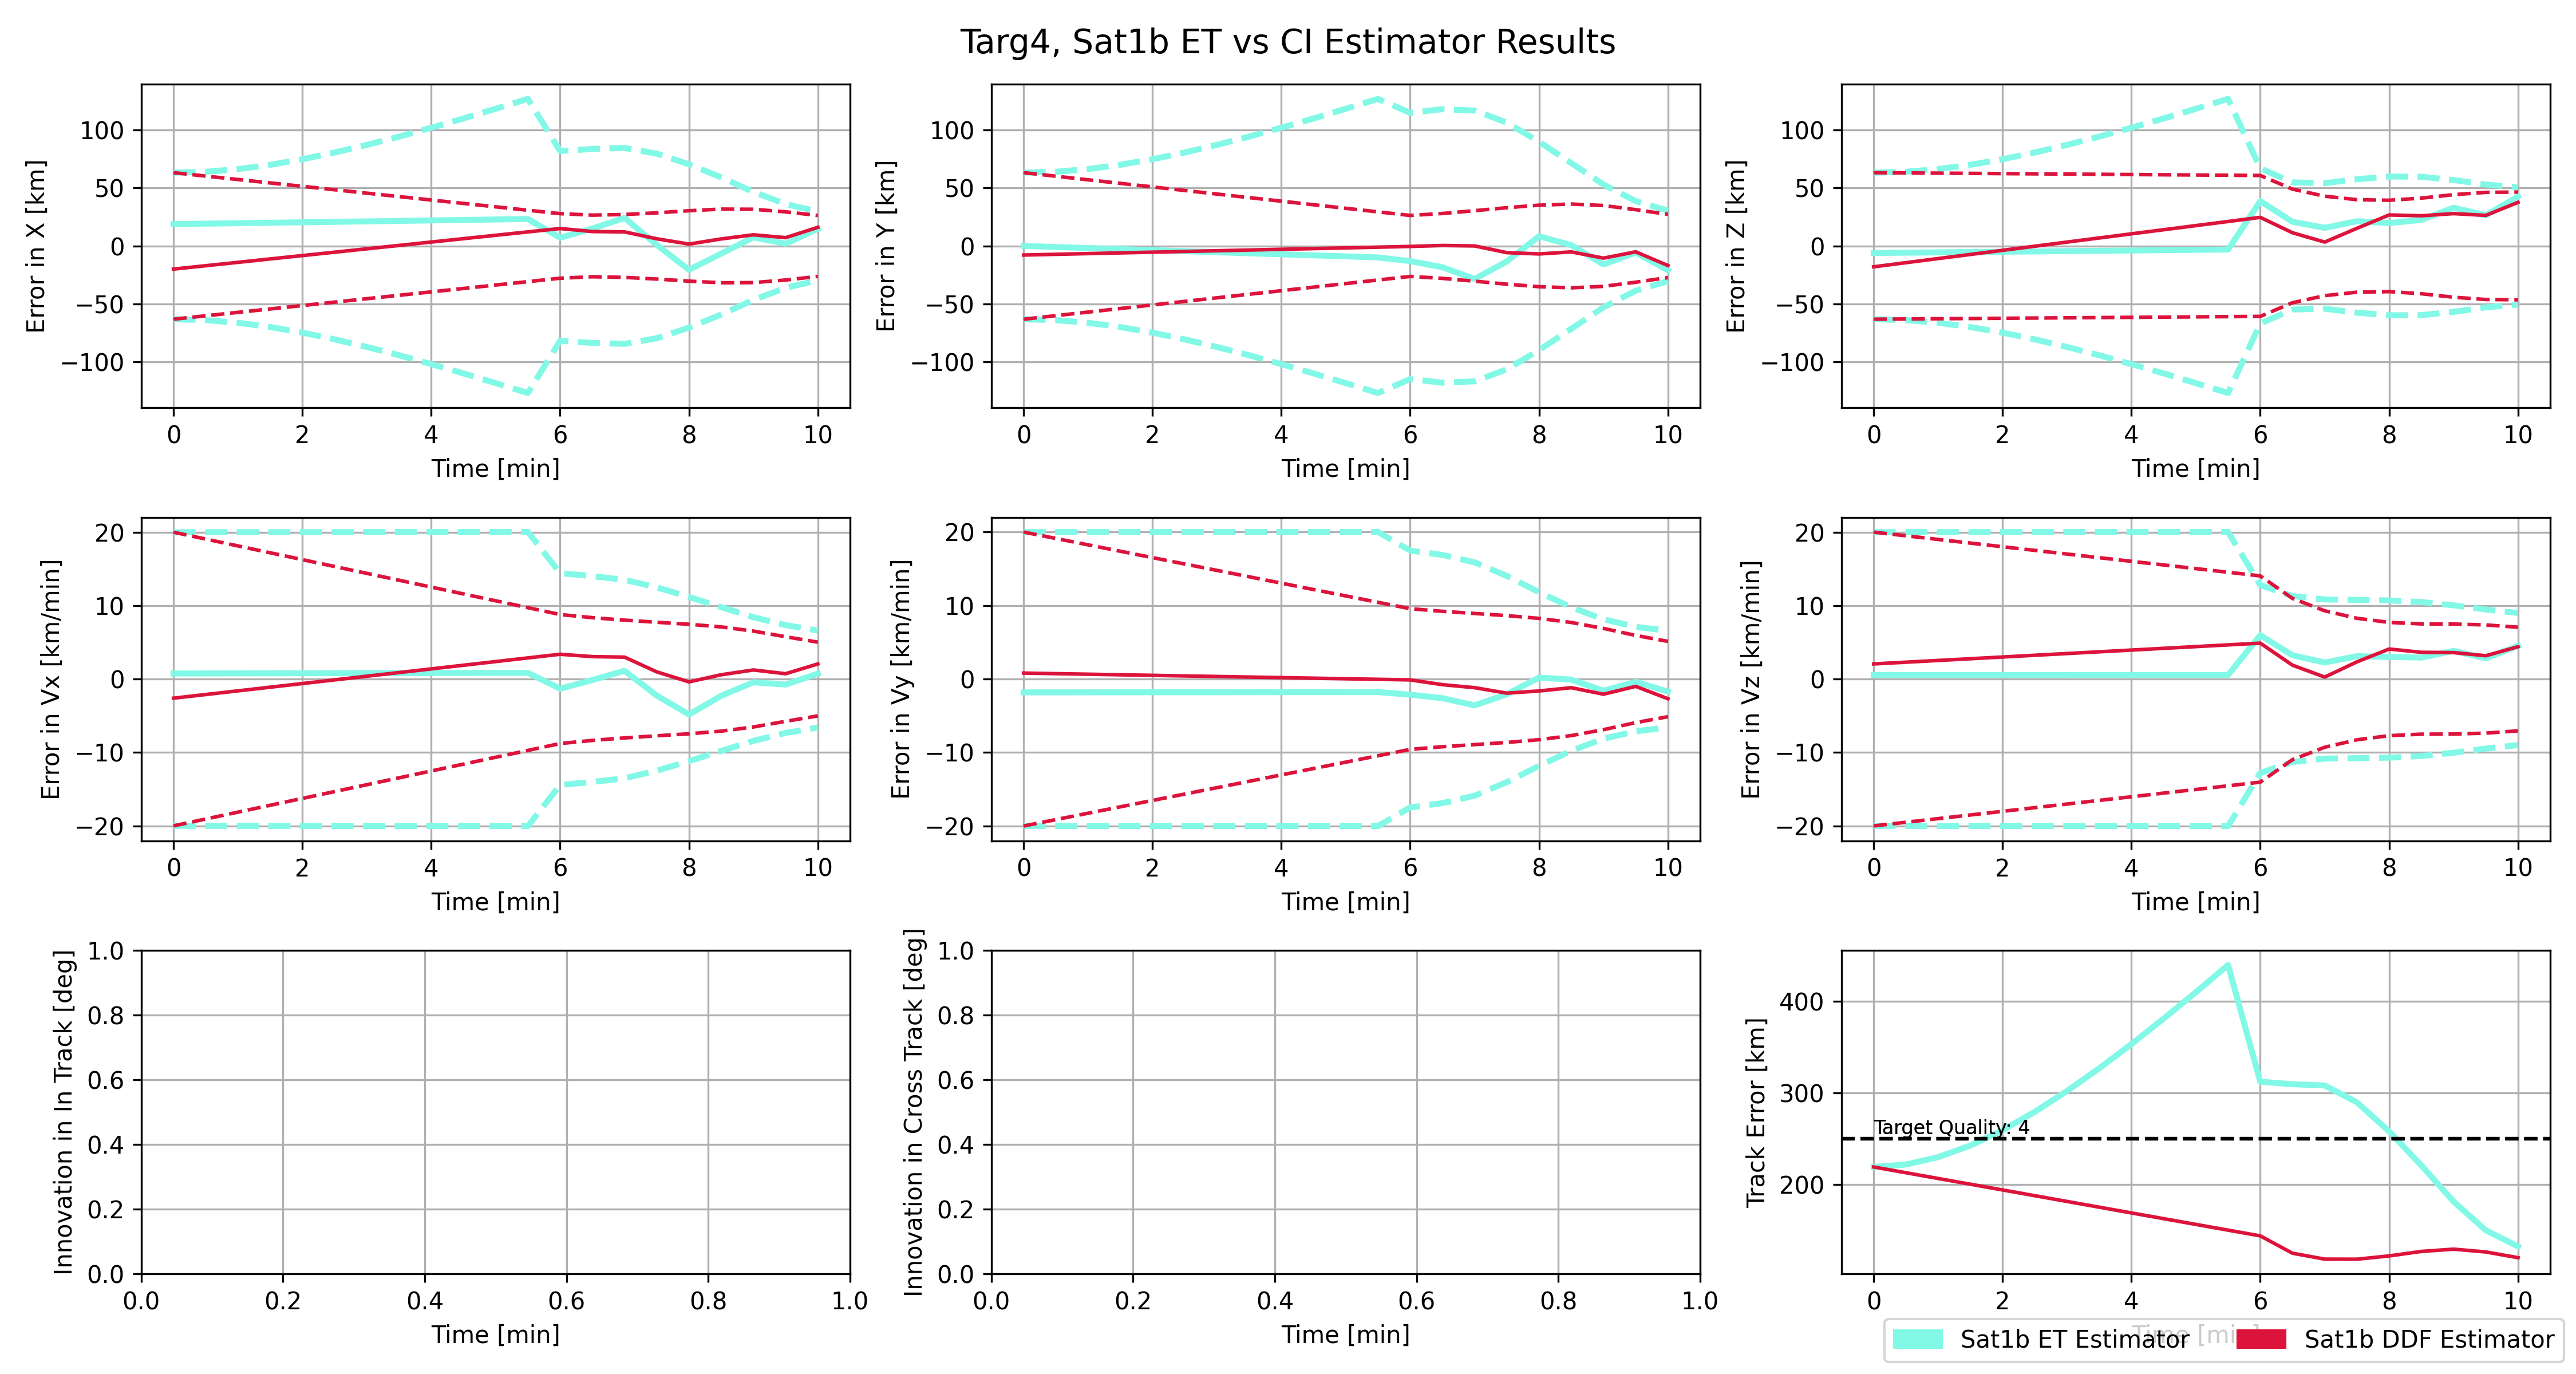 Targ4, Sat1b ET vs CI Estimator Results
Error in X [km]
100
50
0
−50
−100
0 2 4 6 8 10
Time [min]
Error in Y [km]
100
50
0
−50
−100
0 2 4 6 8 10
Time [min]
Error in Z [km]
100
50
0
−50
−100
0 2 4 6 8 10
Time [min]
Error in Vx [km/min]
20
10
0
−10
−20
0 2 4 6 8 10
Time [min]
Error in Vy [km/min]
20
10
0
−10
−20
0 2 4 6 8 10
Time [min]
Error in Vz [km/min]
20
10
0
−10
−20
0 2 4 6 8 10
Time [min]
Innovation in In Track [deg]
1.0
0.8
0.6
0.4
0.2
0.0
0.0 0.2 0.4 0.6 0.8 1.0
Time [min]
Innovation in Cross Track [deg]
1.0
0.8
0.6
0.4
0.2
0.0
0.0 0.2 0.4 0.6 0.8 1.0
Time [min]
Track Error [km]
400
300
200
Target Quality: 4
0 2 4 6 8 10
Time [min]
Sat1b ET Estimator
Sat1b DDF Estimator